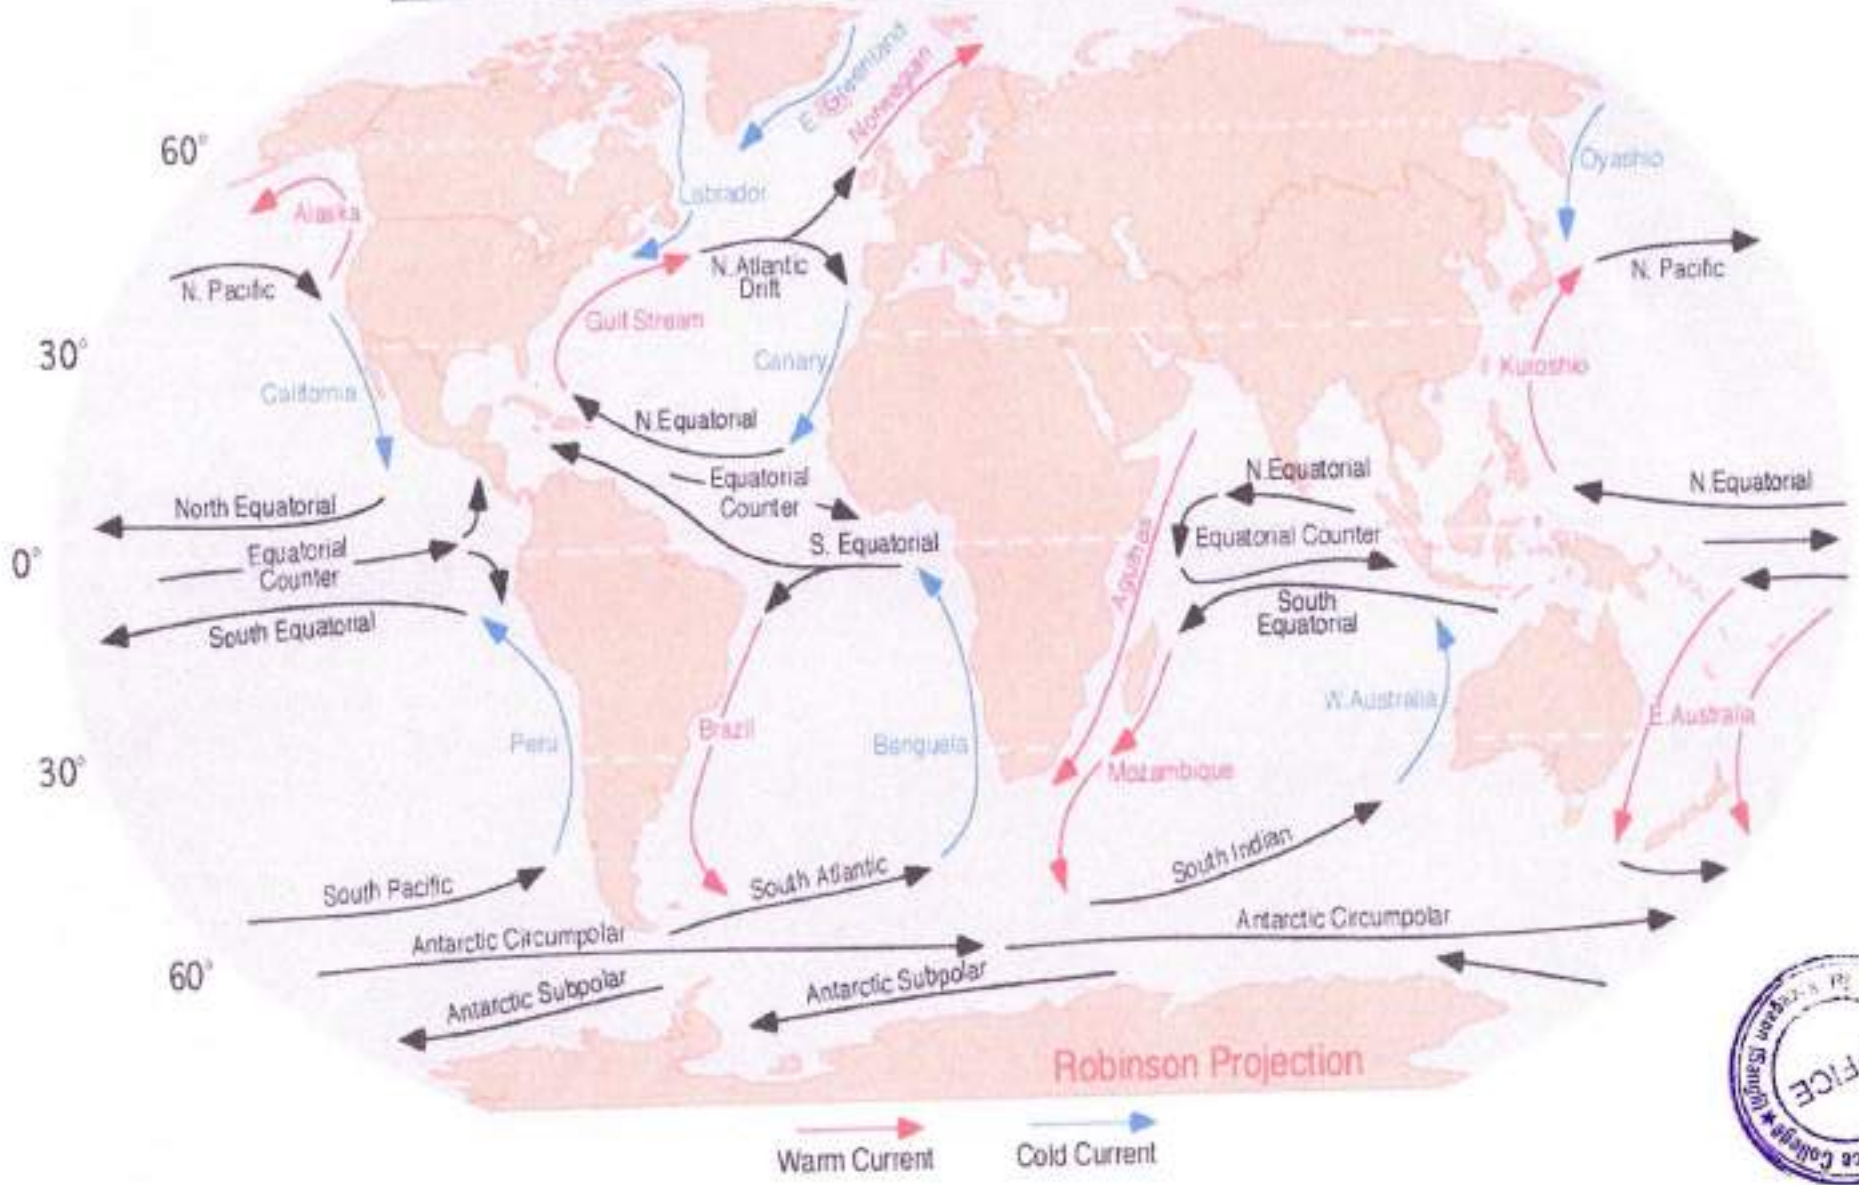 E. Greenland
Norwegian
60°
Oyashio
Labrador
Alaska
N. Pacific
N. Atlantic
Drift
N. Pacific
Gulf Stream
30°
Canary
Kuroshio
California
N. Equatorial
N. Equatorial
Equatorial
Counter
North Equatorial
N. Equatorial
Equatorial Counter
S. Equatorial
Equatorial
Counter
0°
Agulhas
South
Equatorial
South Equatorial
W. Australia
E. Australia
Brazil
Peru
Benguela
30°
Mozambique
South Indian
South Atlantic
South Pacific
Antarctic Circumpolar
Antarctic Circumpolar
60°
Antarctic Subpolar
Antarctic Subpolar
Robinson Projection
Warm Current
Cold Current